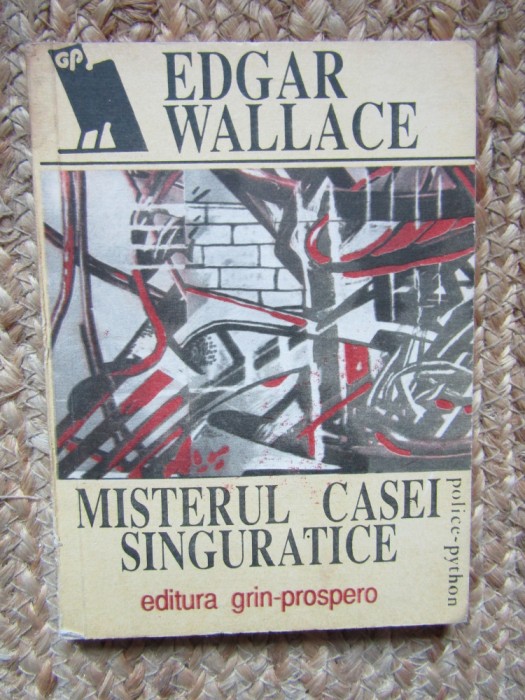 GP
EDGAR
WALLACE
MISTERUL CASEI
SINGURATICE
police-python
editura grin-prospero